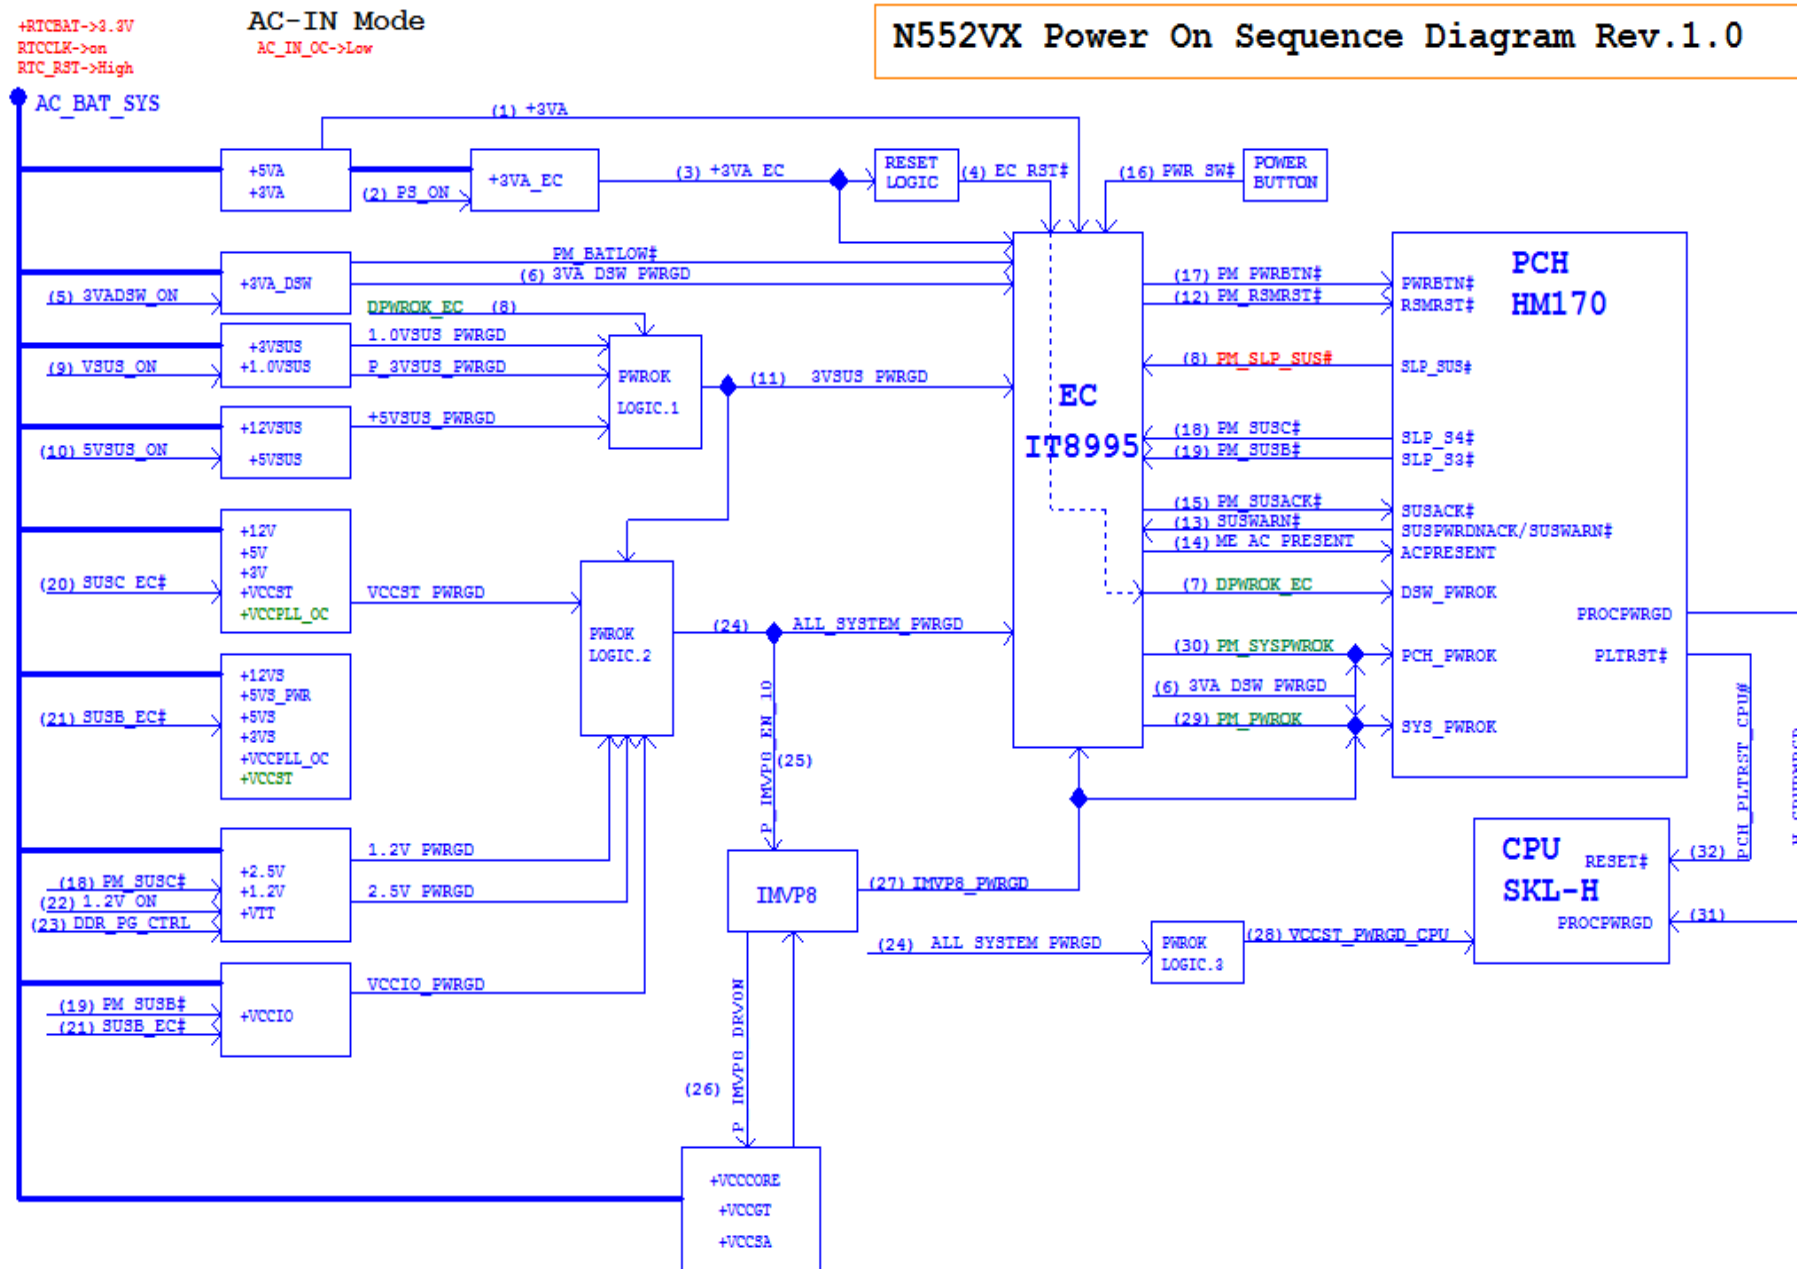 +RTCBAT->3.3V
RTCCLK->on
RTC_RST->High
AC-IN Mode
AC_IN_OC->Low
N552VX Power On Sequence Diagram Rev.1.0
AC_BAT_SYS
(1) +3VA
+5VA
+3VA
(2) PS_ON
+3VA_EC
(3) +3VA_EC
RESET
LOGIC
(4) EC_RST#
(16) PWR_SW#
POWER
BUTTON
PM_BATLOW#
(6) 3VA_DSW_PWRGD
+3VA_DSW
(5) 3VADSW_ON
DPWROK_EC (8)
1.0VSUS_PWRGD
+3VSUS
+1.0VSUS
(9) VSUS_ON
P_3VSUS_PWRGD
PWROK
LOGIC.1
(11) 3VSUS_PWRGD
+5VSUS_PWRGD
+12VSUS
+5VSUS
(10) 5VSUS_ON
EC
IT8995
PCH
HM170
(17) PM_PWRBTN#
PWRBTN#
(12) PM_RSMRST#
RSMRST#
(8) PM_SLP_SUS#
SLP_SUS#
(18) PM_SUSC#
SLP_S4#
(19) PM_SUSB#
SLP_S3#
(15) PM_SUSACK#
SUSACK#
(13) SUSWARN#
SUSPWRDNACK/SUSWARN#
(14) ME_AC_PRESENT
ACPRESENT
(7) DPWROK_EC
DSW_PWROK
PROCPWRGD
(30) PM_SYSPWROK
PCH_PWROK
PLTRST#
(6) 3VA_DSW_PWRGD
(29) PM_PWROK
SYS_PWROK
+12V
+5V
+3V
+VCCST
+VCCPLL_OC
(20) SUSC_EC#
VCCST_PWRGD
PWROK
LOGIC.2
(24) ALL_SYSTEM_PWRGD
+12VS
+5VS_PWR
+5VS
+3VS
+VCCPLL_OC
+VCCST
(21) SUSB_EC#
P_IMVP8_EN_10
(25)
1.2V_PWRGD
+2.5V
+1.2V
+VTT
(18) PM_SUSC#
(22) 1.2V_ON
(23) DDR_PG_CTRL
2.5V_PWRGD
IMVP8
(27) IMVP8_PWRGD
PCH_PLTRST_CPU#
CPU
SKL-H
RESET#
(32)
PROCPWRGD
(31)
(24) ALL_SYSTEM_PWRGD
PWROK
LOGIC.3
(28) VCCST_PWRGD_CPU
VCCIO_PWRGD
+VCCIO
(19) PM_SUSB#
(21) SUSB_EC#
P_IMVP8_DRVON
(26)
+VCCCORE
+VCCGT
+VCCSA